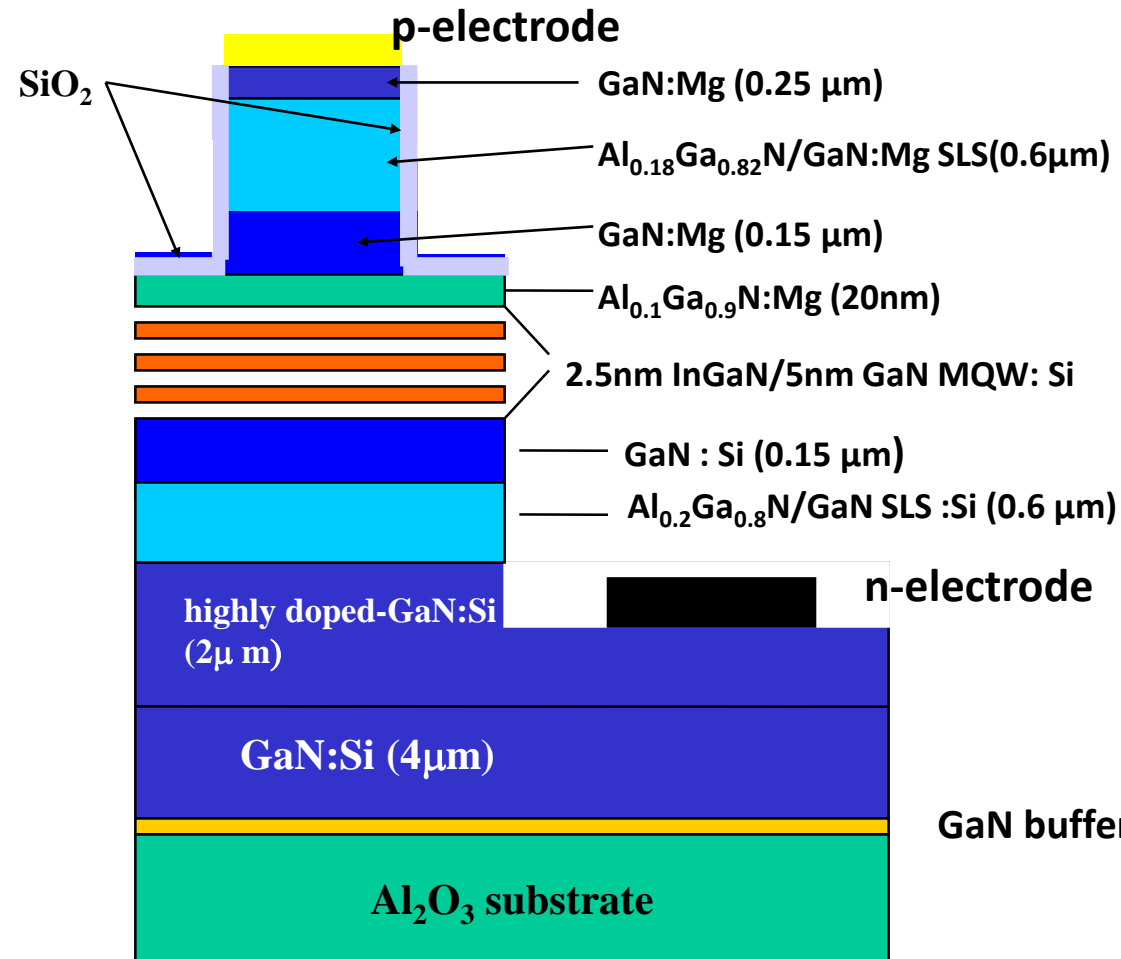 p-electrode
SiO₂
GaN:Mg (0.25 μm)
Al₀.₁₈Ga₀.₈₂N/GaN:Mg SLS(0.6μm)
GaN:Mg (0.15 μm)
Al₀.₁Ga₀.₉N:Mg (20nm)
2.5nm InGaN/5nm GaN MQW: Si
GaN : Si (0.15 μm)
Al₀.₂Ga₀.₈N/GaN SLS :Si (0.6 μm)
n-electrode
highly doped-GaN:Si
(2μ m)
GaN:Si (4μm)
GaN buffer
Al₂O₃ substrate